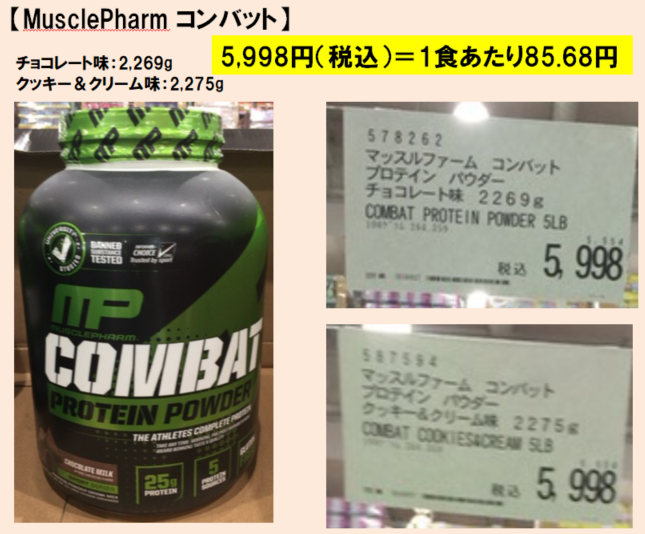 【MusclePharm コンバット】
チョコレート味：2,269g
クッキー＆クリーム味：2,275g
5,998円（税込）＝1食あたり85.68円
MP
MUSCLEPHARM
COMBAT
PROTEIN POWDER
THE ATHLETES COMPLETE PROTEIN
BANNED
SUBSTANCE
TESTED
CHOICE
Trusted by sport
CHOCOLATE MILK
25g
PROTEIN
5
PROTEIN
SOURCES
578262
マッスルファーム コンバット
プロテイン パウダー
チョコレート味 2269g
COMBAT PROTEIN POWDER 5LB
税込 5,998
587594
マッスルファーム コンバット
プロテイン パウダー
クッキー&クリーム味 2275g
COMBAT COOKIES&CREAM 5LB
税込 5,998